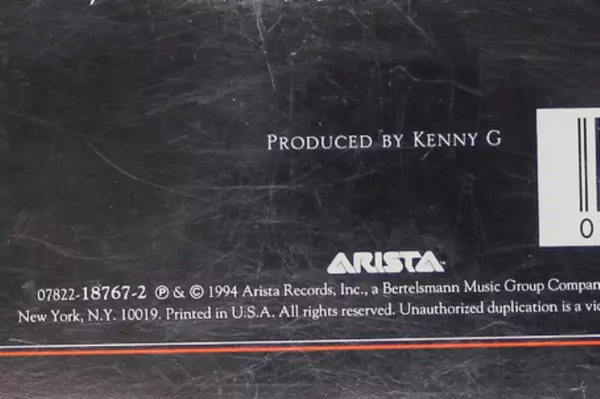 PRODUCED BY KENNY G
0
ARISTA
07822-18767-2 ℗ & © 1994 Arista Records, Inc., a Bertelsmann Music Group Compan
New York, N.Y. 10019. Printed in U.S.A. All rights reserved. Unauthorized duplication is a vio